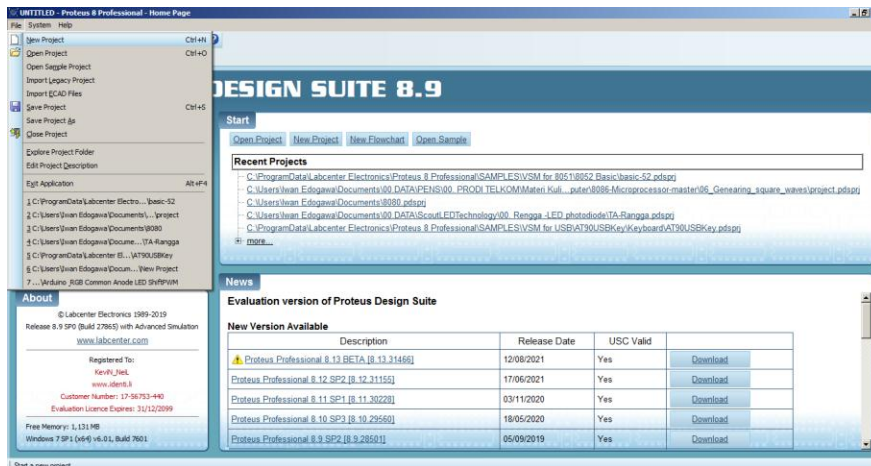 UNTITLED - Proteus 8 Professional - Home Page
File System Help
New Project Ctrl+N
Open Project Ctrl+O
Open Sample Project
Import Legacy Project
Import ECAD Files
Save Project Ctrl+S
Save Project As
Close Project
Explore Project Folder
Edit Project Description
Exit Application Alt+F4
1 C:\ProgramData\Labcenter Electro...\basic-52
2 C:\Users\Iwan Edogawa\Documents\...\project
3 C:\Users\Iwan Edogawa\Documents\8080
4 C:\Users\Iwan Edogawa\Docume...\TA-Rangga
5 C:\ProgramData\Labcenter El...\AT90USBKey
6 C:\Users\Iwan Edogawa\Docum...\New Project
7 ...\Arduino_RGB Common Anode LED ShiftPWM
DESIGN SUITE 8.9
Start
Open Project New Project New Flowchart Open Sample
Recent Projects
C:\ProgramData\Labcenter Electronics\Proteus 8 Professional\SAMPLES\VSM for 8051\8052 Basic\basic-52.pdsprj
C:\Users\Iwan Edogawa\Documents\00.DATA\PENS\00. PRODI TELKOM\Materi Kuli...puter\8086-Microprocessor-master\06_Genearing_square_waves\project.pdsprj
C:\Users\Iwan Edogawa\Documents\8080.pdsprj
C:\Users\Iwan Edogawa\Documents\00.DATA\ScoutLEDTechnology\00. Rengga -LED photodiode\TA-Rangga.pdsprj
C:\ProgramData\Labcenter Electronics\Proteus 8 Professional\SAMPLES\VSM for USB\AT90USBKey\Keyboard\AT90USBKey.pdsprj
more...
About
© Labcenter Electronics 1989-2019
Release 8.9 SP0 (Build 27865) with Advanced Simulation
www.labcenter.com
Registered To:
KeviN_NeiL
www.identi.li
Customer Number: 17-56753-440
Evaluation Licence Expires: 31/12/2099
Free Memory: 1,131 MB
Windows 7 SP1 (x64) v6.01, Build 7601
News
Evaluation version of Proteus Design Suite
New Version Available
Description Release Date USC Valid
Proteus Professional 8.13 BETA [8.13.31466] 12/08/2021 Yes Download
Proteus Professional 8.12 SP2 [8.12.31155] 17/06/2021 Yes Download
Proteus Professional 8.11 SP1 [8.11.30228] 03/11/2020 Yes Download
Proteus Professional 8.10 SP3 [8.10.29560] 18/05/2020 Yes Download
Proteus Professional 8.9 SP2 [8.9.28501] 05/09/2019 Yes Download
Start a new project